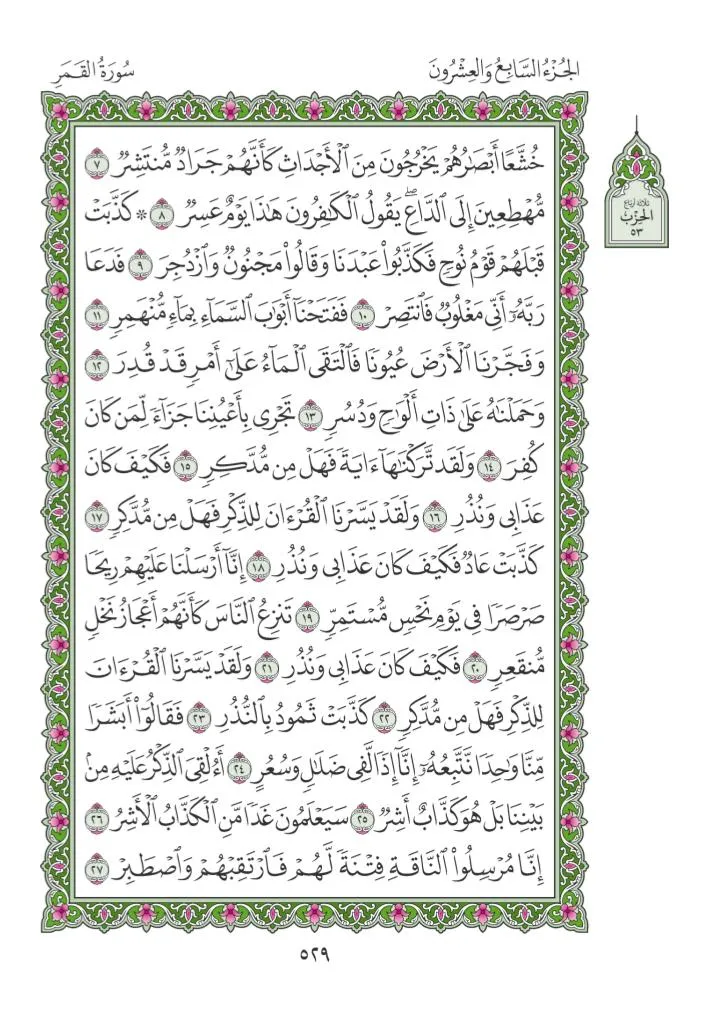 الجُزْءُ السَّابِعُ وَالعِشْرُونَ
سُورَةُ القَمَرِ
خُشَّعًا أَبْصَٰرُهُمْ يَخْرُجُونَ مِنَ ٱلْأَجْدَاثِ كَأَنَّهُمْ جَرَادٌ مُّنتَشِرٌ ٧
مُّهْطِعِينَ إِلَى ٱلدَّاعِ ۖ يَقُولُ ٱلْكَٰفِرُونَ هَٰذَا يَوْمٌ عَسِرٌ ٨ * كَذَّبَتْ
قَبْلَهُمْ قَوْمُ نُوحٍ فَكَذَّبُوا۟ عَبْدَنَا وَقَالُوا۟ مَجْنُونٌ وَٱزْدُجِرَ ٩ فَدَعَا
رَبَّهُۥٓ أَنِّي مَغْلُوبٌ فَٱنتَصِرْ ١٠ فَفَتَحْنَآ أَبْوَٰبَ ٱلسَّمَآءِ بِمَآءٍ مُّنْهَمِرٍ ١١
وَفَجَّرْنَا ٱلْأَرْضَ عُيُونًا فَٱلْتَقَى ٱلْمَآءُ عَلَىٰٓ أَمْرٍ قَدْ قُدِرَ ١٢
وَحَمَلْنَٰهُ عَلَىٰ ذَاتِ أَلْوَٰحٍ وَدُسُرٍ ١٣ تَجْرِي بِأَعْيُنِنَا جَزَآءً لِّمَن كَانَ
كُفِرَ ١٤ وَلَقَد تَّرَكْنَٰهَآ ءَايَةً فَهَلْ مِن مُّدَّكِرٍ ١٥ فَكَيْفَ كَانَ
عَذَابِي وَنُذُرِ ١٦ وَلَقَدْ يَسَّرْنَا ٱلْقُرْءَانَ لِلذِّكْرِ فَهَلْ مِن مُّدَّكِرٍ ١٧
كَذَّبَتْ عَادٌ فَكَيْفَ كَانَ عَذَابِي وَنُذُرِ ١٨ إِنَّآ أَرْسَلْنَا عَلَيْهِمْ رِيحًا
صَرْصَرًا فِي يَوْمِ نَحْسٍ مُّسْتَمِرٍّ ١٩ تَنزِعُ ٱلنَّاسَ كَأَنَّهُمْ أَعْجَازُ نَخْلٍ
مُّنقَعِرٍ ٢٠ فَكَيْفَ كَانَ عَذَابِي وَنُذُرِ ٢١ وَلَقَدْ يَسَّرْنَا ٱلْقُرْءَانَ
لِلذِّكْرِ فَهَلْ مِن مُّدَّكِرٍ ٢٢ كَذَّبَتْ ثَمُودُ بِٱلنُّذُرِ ٢٣ فَقَالُوٓا۟ أَبَشَرًا
مِّنَّا وَٰحِدًا نَّتَّبِعُهُۥٓ إِنَّآ إِذًا لَّفِي ضَلَٰلٍ وَسُعُرٍ ٢٤ أَءُلْقِيَ ٱلذِّكْرُ عَلَيْهِ مِنۢ
بَيْنِنَا بَلْ هُوَ كَذَّابٌ أَشِرٌ ٢٥ سَيَعْلَمُونَ غَدًا مَّنِ ٱلْكَذَّابُ ٱلْأَشِرُ ٢٦
إِنَّا مُرْسِلُوا۟ ٱلنَّاقَةِ فِتْنَةً لَّهُمْ فَٱرْتَقِبْهُمْ وَٱصْطَبِرْ ٢٧
ثلاثة أرباع
الحزب
٥٣
٥٢٩